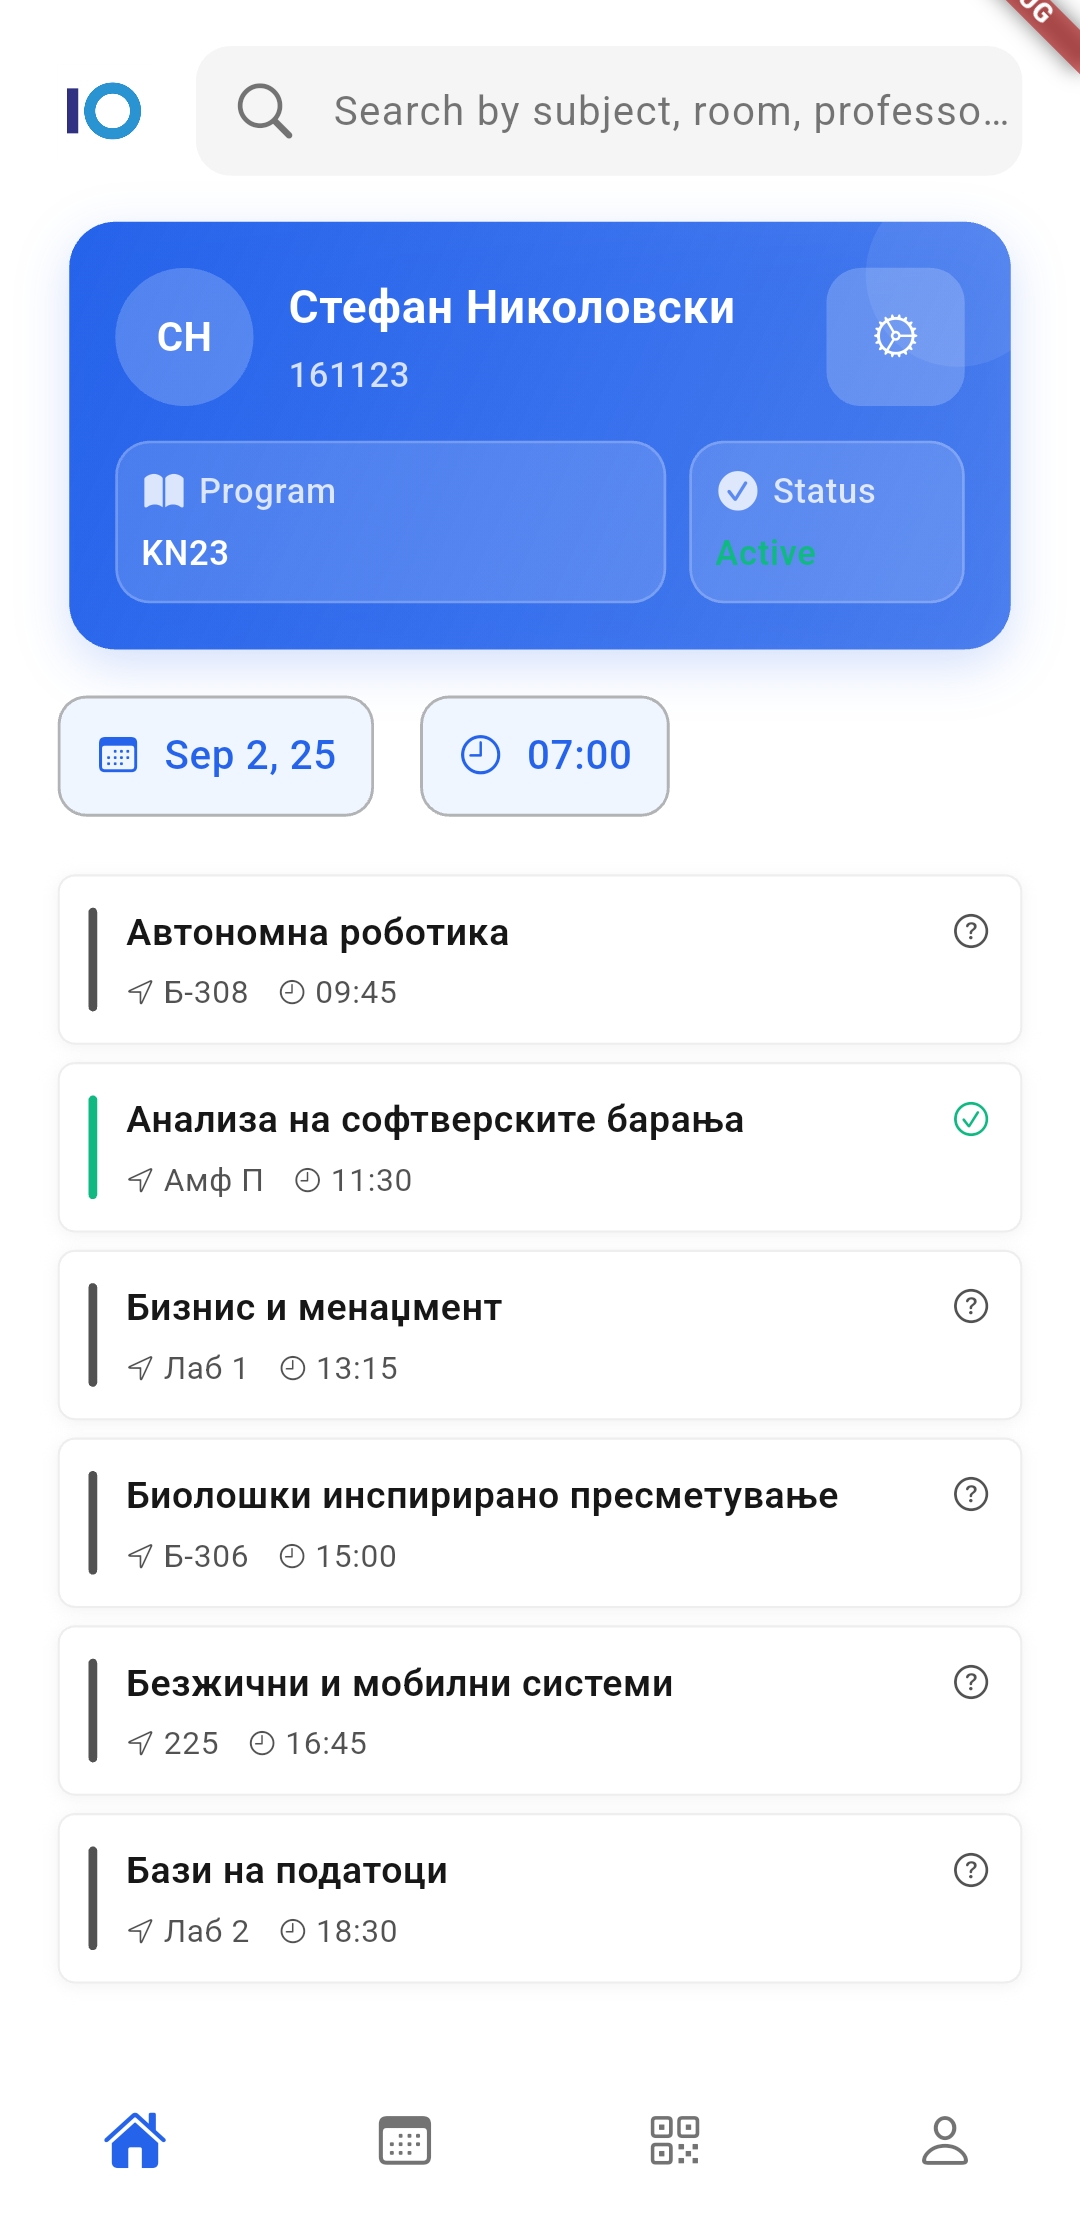 IO
Search by subject, room, professo...
СН
Стефан Николовски
161123
Program
KN23
Status
Active
Sep 2, 25
07:00
Автономна роботика
Б-308 09:45
Анализа на софтверските барања
Амф П 11:30
Бизнис и менаџмент
Лаб 1 13:15
Биолошки инспирирано пресметување
Б-306 15:00
Безжични и мобилни системи
225 16:45
Бази на податоци
Лаб 2 18:30